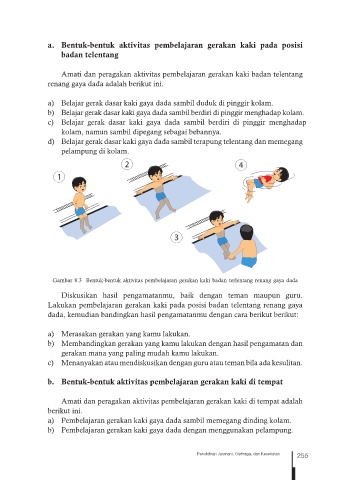 a. Bentuk-bentuk aktivitas pembelajaran gerakan kaki pada posisi
badan telentang
Amati dan peragakan aktivitas pembelajaran gerakan kaki badan telentang
renang gaya dada adalah berikut ini.
a) Belajar gerak dasar kaki gaya dada sambil duduk di pinggir kolam.
b) Belajar gerak dasar kaki gaya dada sambil berdiri di pinggir menghadap kolam.
c) Belajar gerak dasar kaki gaya dada sambil berdiri di pinggir menghadap
kolam, namun sambil dipegang sebagai bebannya.
d) Belajar gerak dasar kaki gaya dada sambil terapung telentang dan memegang
pelampung di kolam.
1
2
4
3
Gambar 8.3 Bentuk-bentuk aktivitas pembelajaran gerakan kaki badan terlentang renang gaya dada
Diskusikan hasil pengamatanmu, baik dengan teman maupun guru.
Lakukan pembelajaran gerakan kaki pada posisi badan telentang renang gaya
dada, kemudian bandingkan hasil pengamatanmu dengan cara berikut berikut:
a) Merasakan gerakan yang kamu lakukan.
b) Membandingkan gerakan yang kamu lakukan dengan hasil pengamatan dan
gerakan mana yang paling mudah kamu lakukan.
c) Menanyakan atau mendiskusikan dengan guru atau teman bila ada kesulitan.
b. Bentuk-bentuk aktivitas pembelajaran gerakan kaki di tempat
Amati dan peragakan aktivitas pembelajaran gerakan kaki di tempat adalah
berikut ini.
a) Pembelajaran gerakan kaki gaya dada sambil memegang dinding kolam.
b) Pembelajaran gerakan kaki gaya dada dengan menggunakan pelampung.
Pendidikan Jasmani, Olahraga, dan Kesehatan 255